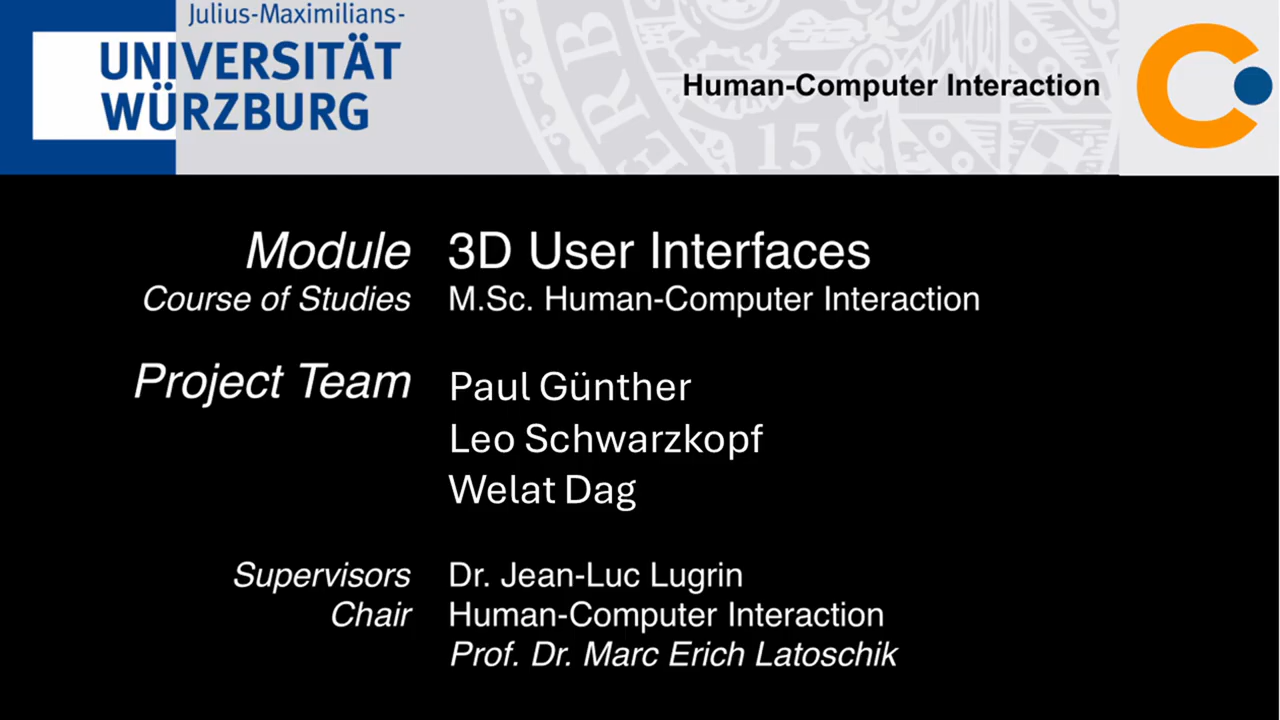 Julius-Maximilians-
UNIVERSITÄT
WÜRZBURG
Human-Computer Interaction
ERB
15
Module 3D User Interfaces
Course of Studies M.Sc. Human-Computer Interaction
Project Team Paul Günther
Leo Schwarzkopf
Welat Dag
Supervisors Dr. Jean-Luc Lugrin
Chair Human-Computer Interaction
Prof. Dr. Marc Erich Latoschik